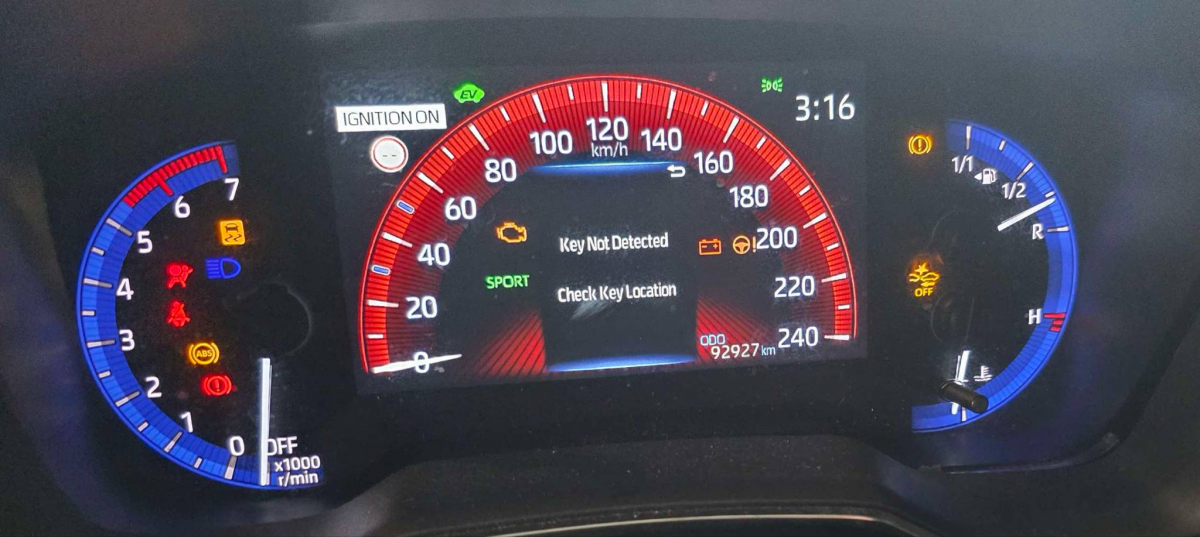 IGNITION ON
EV
3:16
--
0
20
40
60
80
100
120
km/h
140
160
180
200
220
240
Key Not Detected
Check Key Location
SPORT
ODO
92927 km
7
6
5
4
3
2
1
0
OFF
x1000
r/min
ABS
1/1
1/2
R
OFF
H